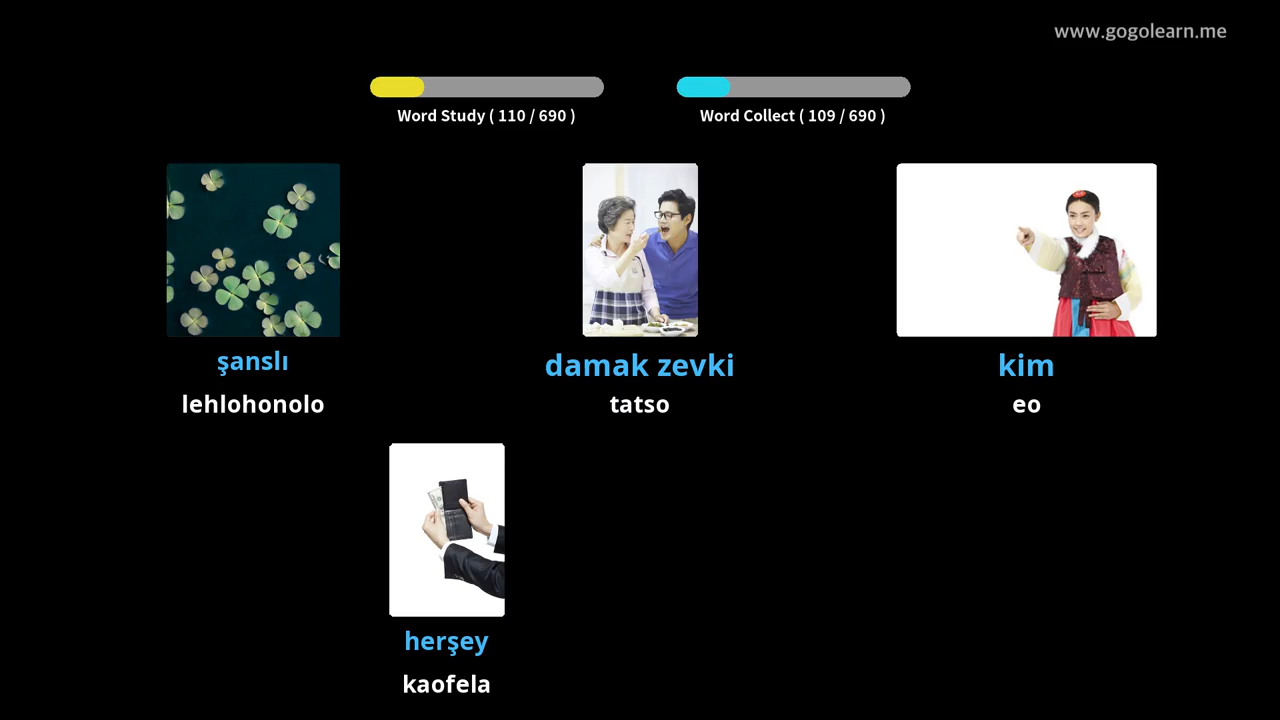 www.gogolearn.me
Word Study ( 110 / 690 )
Word Collect ( 109 / 690 )
şanslı
lehlohonolo
damak zevki
tatso
kim
eo
herşey
kaofela